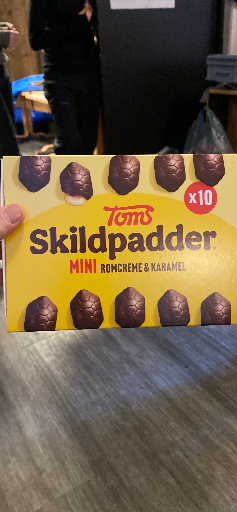 Toms
x10
Skildpadder
MINI ROMCREME & KARAMEL